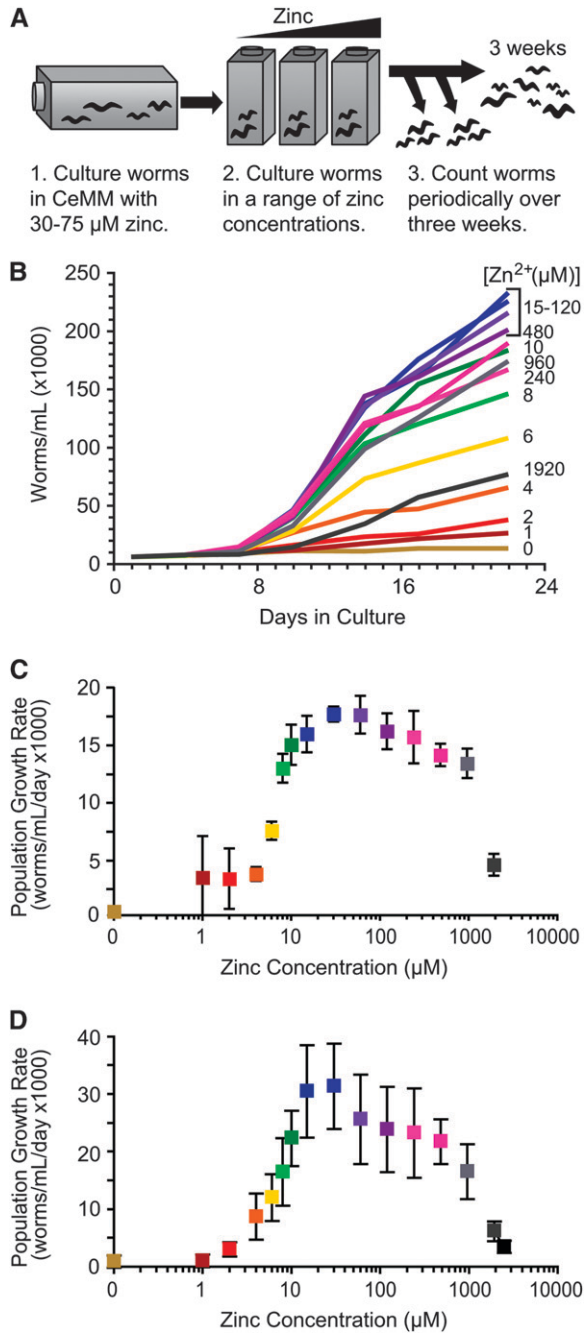 A
Zinc
3 weeks
1. Culture worms
in CeMM with
30-75 µM zinc.
2. Culture worms
in a range of zinc
concentrations.
3. Count worms
periodically over
three weeks.
B
[Zn2+(µM)]
Worms/mL (x1000)
250
200
150
100
50
0
15-120
480
10
960
240
8
6
1920
4
2
1
0
0 8 16 24
Days in Culture
C
Population Growth Rate
(worms/mL/day x1000)
20
15
10
5
0
0 1 10 100 1000 10000
Zinc Concentration (µM)
D
Population Growth Rate
(worms/mL/day x1000)
40
30
20
10
0
0 1 10 100 1000 10000
Zinc Concentration (µM)